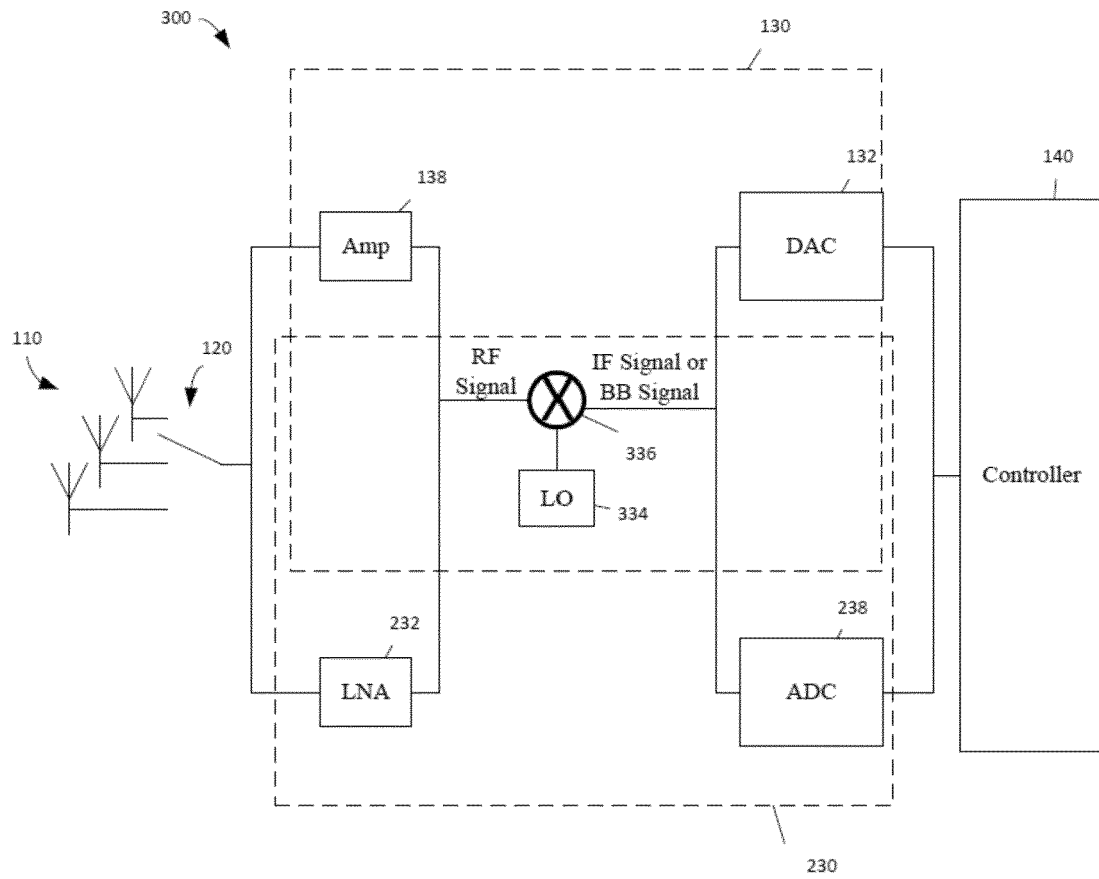 300
130
132
140
138
Amp
DAC
110
120
RF
Signal
IF Signal or
BB Signal
336
LO
334
Controller
232
238
LNA
ADC
230